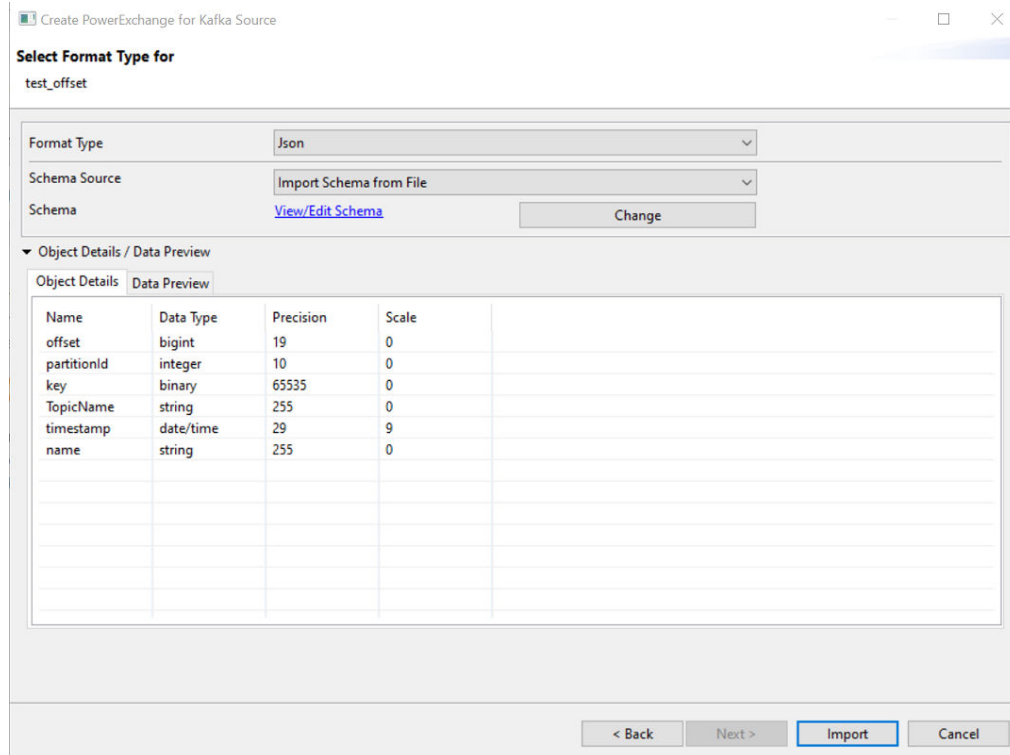 Create PowerExchange for Kafka Source
Select Format Type for
test_offset
Format Type Json
Schema Source Import Schema from File
Schema View/Edit Schema Change
Object Details / Data Preview
Object Details Data Preview
Name Data Type Precision Scale
offset bigint 19 0
partitionId integer 10 0
key binary 65535 0
TopicName string 255 0
timestamp date/time 29 9
name string 255 0
< Back Next > Import Cancel